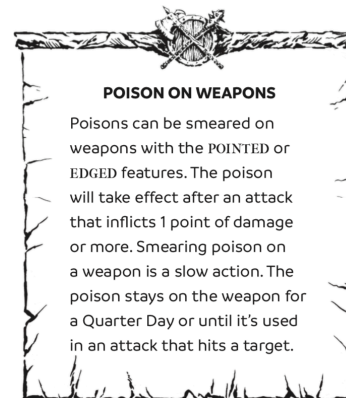 POISON ON WEAPONS
Poisons can be smeared on
weapons with the POINTED or
EDGED features. The poison
will take effect after an attack
that inflicts 1 point of damage
or more. Smearing poison on
a weapon is a slow action. The
poison stays on the weapon for
a Quarter Day or until it's used
in an attack that hits a target.